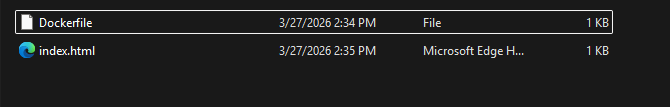 Dockerfile 3/27/2026 2:34 PM File 1 KB
index.html 3/27/2026 2:35 PM Microsoft Edge H... 1 KB